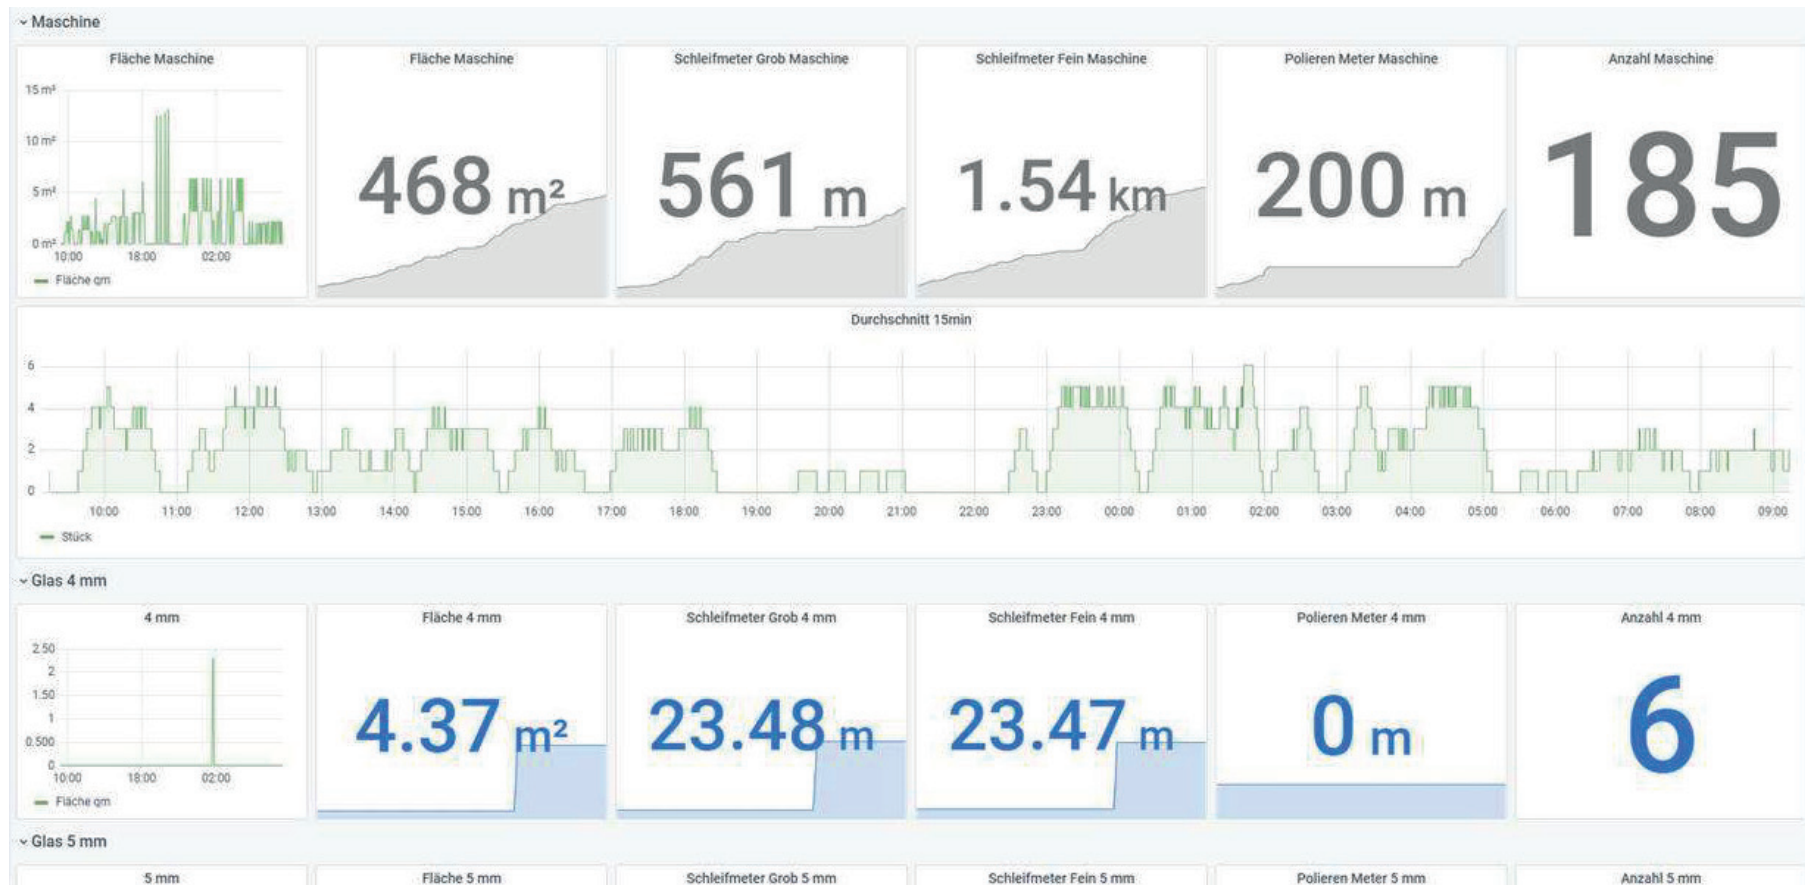 Maschine
Fläche Maschine
15 m²
10 m²
5 m²
0 m²
10:00 18:00 02:00
Fläche qm
Fläche Maschine
468 m²
Schleifmeter Grob Maschine
561 m
Schleifmeter Fein Maschine
1.54 km
Polieren Meter Maschine
200 m
Anzahl Maschine
185
Durchschnitt 15min
6
4
2
0
10:00 11:00 12:00 13:00 14:00 15:00 16:00 17:00 18:00 19:00 20:00 21:00 22:00 23:00 00:00 01:00 02:00 03:00 04:00 05:00 06:00 07:00 08:00 09:00
Stück
Glas 4 mm
4 mm
2.50
2
1.50
1
0.500
0
10:00 18:00 02:00
Fläche qm
Fläche 4 mm
4.37 m²
Schleifmeter Grob 4 mm
23.48 m
Schleifmeter Fein 4 mm
23.47 m
Polieren Meter 4 mm
0 m
Anzahl 4 mm
6
Glas 5 mm
5 mm
Fläche 5 mm
Schleifmeter Grob 5 mm
Schleifmeter Fein 5 mm
Polieren Meter 5 mm
Anzahl 5 mm